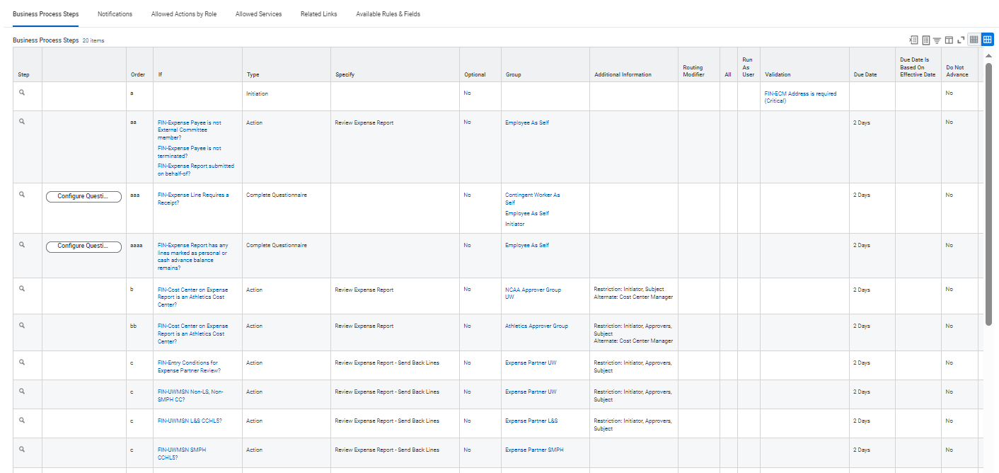 Business Process Steps Notifications Allowed Actions by Role Allowed Services Related Links Available Rules & Fields
Business Process Steps 20 items
Step Order If Type Specify Optional Group Additional Information Routing Modifier All Run As User Validation Due Date Due Date Is Based On Effective Date Do Not Advance
a Initiation No FIN-ECM Address is required
(Critical) No
aa FIN-Expense Payee is not Action Review Expense Report No Employee As Self 2 Days No
External Committee
member?
FIN-Expense Payee is not
terminated?
FIN-Expense Report submitted
on behalf-of?
Configure Questi... aaa FIN-Expense Line Requires a Complete Questionnaire No Contingent Worker As 2 Days No
Receipt? Self
Employee As Self
Initiator
Configure Questi... aaaa FIN-Expense Report has any Complete Questionnaire No Employee As Self 2 Days No
lines marked as personal or
cash advance balance
remains?
b FIN-Cost Center on Expense Action Review Expense Report No NCAA Approver Group Restriction: Initiator, Subject 2 Days No
Report is an Athletics Cost UW Alternate: Cost Center Manager
Center?
bb FIN-Cost Center on Expense Action Review Expense Report No Athletics Approver Group Restriction: Initiator, Approvers, 2 Days No
Report is an Athletics Cost Subject
Center? Alternate: Cost Center Manager
c FIN-Entry Conditions for Action Review Expense Report - Send Back Lines No Expense Partner UW Restriction: Initiator, Approvers, 2 Days No
Expense Partner Review? Subject
c FIN-UWMSN Non-LS, Non- Action Review Expense Report - Send Back Lines No Expense Partner UW Restriction: Initiator, Approvers, 2 Days No
SMPH CC? Subject
c FIN-UWMSN L&S CCHL5? Action Review Expense Report - Send Back Lines No Expense Partner L&S Restriction: Initiator, Approvers, 2 Days No
Subject
c FIN-UWMSN SMPH Action Review Expense Report - Send Back Lines No Expense Partner SMPH 2 Days No
CCHL5?